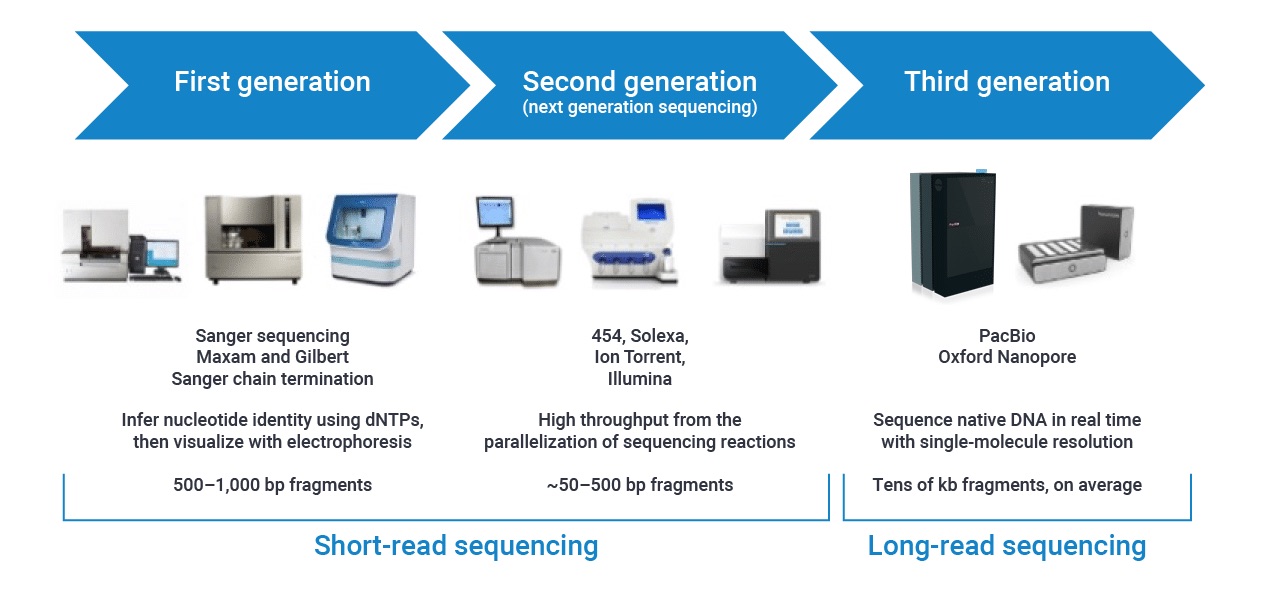 First generation
Second generation
(next generation sequencing)
Third generation
Sanger sequencing
Maxam and Gilbert
Sanger chain termination
454, Solexa,
Ion Torrent,
Illumina
PacBio
Oxford Nanopore
Infer nucleotide identity using dNTPs,
then visualize with electrophoresis
High throughput from the
parallelization of sequencing reactions
Sequence native DNA in real time
with single-molecule resolution
500–1,000 bp fragments
~50–500 bp fragments
Tens of kb fragments, on average
Short-read sequencing
Long-read sequencing